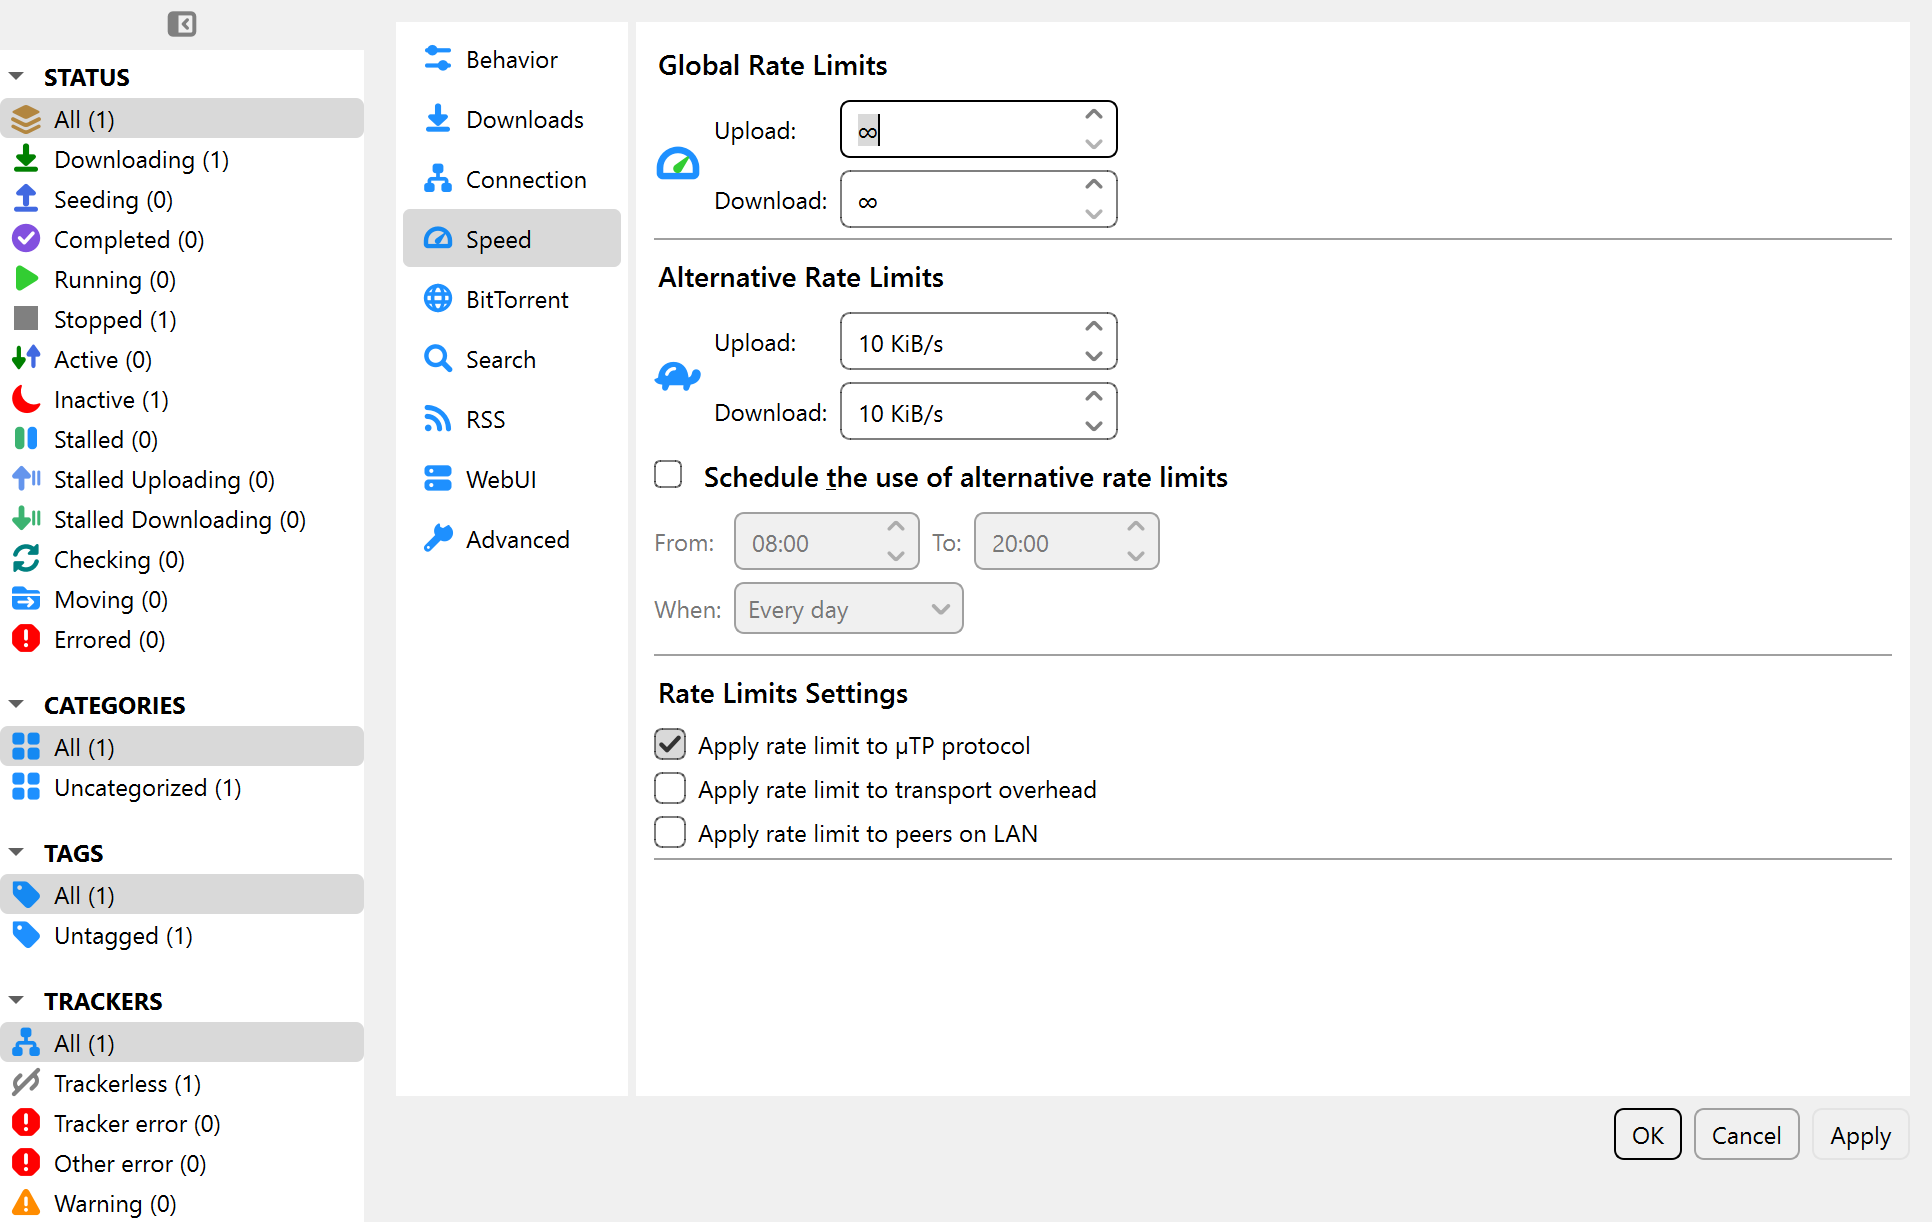 STATUS
All (1)
Downloading (1)
Seeding (0)
Completed (0)
Running (0)
Stopped (1)
Active (0)
Inactive (1)
Stalled (0)
Stalled Uploading (0)
Stalled Downloading (0)
Checking (0)
Moving (0)
Errored (0)
CATEGORIES
All (1)
Uncategorized (1)
TAGS
All (1)
Untagged (1)
TRACKERS
All (1)
Trackerless (1)
Tracker error (0)
Other error (0)
Warning (0)
Behavior
Downloads
Connection
Speed
BitTorrent
Search
RSS
WebUI
Advanced
Global Rate Limits
Upload: ∞
Download: ∞
Alternative Rate Limits
Upload: 10 KiB/s
Download: 10 KiB/s
Schedule the use of alternative rate limits
From: 08:00 To: 20:00
When: Every day
Rate Limits Settings
Apply rate limit to µTP protocol
Apply rate limit to transport overhead
Apply rate limit to peers on LAN
OK Cancel Apply